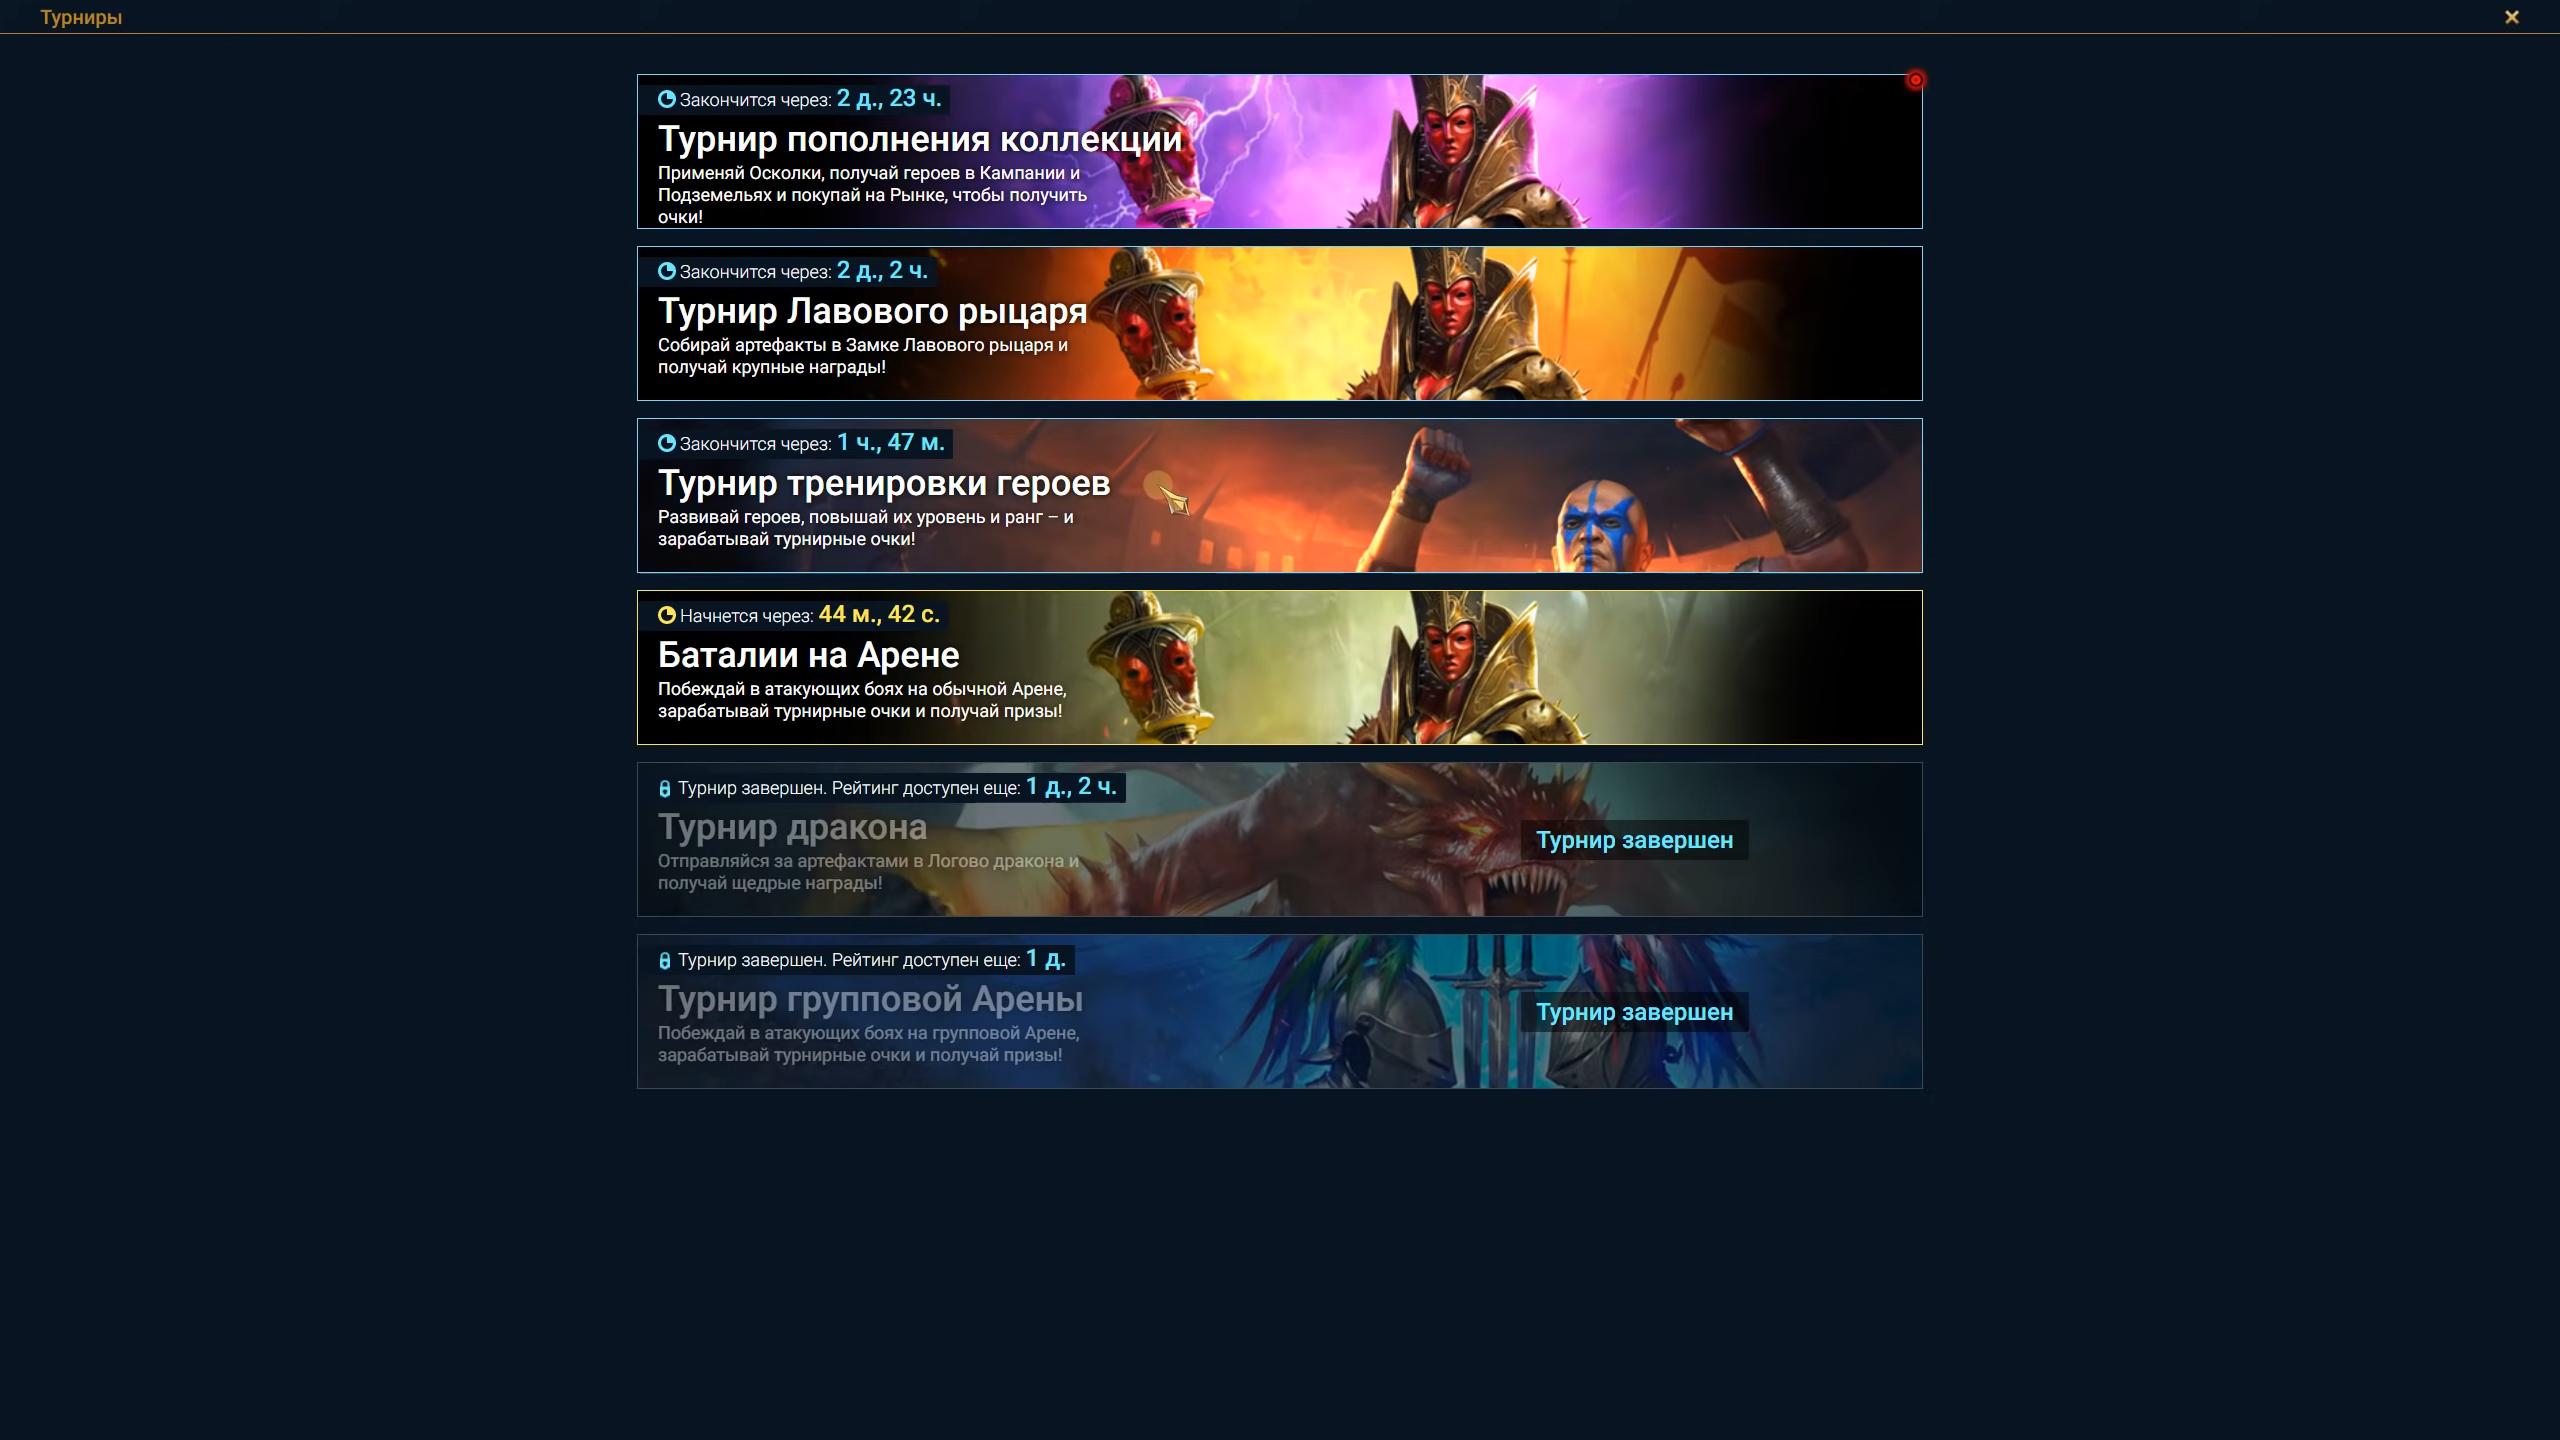 Турниры
Закончится через: 2 д., 23 ч.
Турнир пополнения коллекции
Применяй Осколки, получай героев в Кампании и
Подземельях и покупай на Рынке, чтобы получить
очки!
Закончится через: 2 д., 2 ч.
Турнир Лавового рыцаря
Собирай артефакты в Замке Лавового рыцаря и
получай крупные награды!
Закончится через: 1 ч., 47 м.
Турнир тренировки героев
Развивай героев, повышай их уровень и ранг – и
зарабатывай турнирные очки!
Начнется через: 44 м., 42 с.
Баталии на Арене
Побеждай в атакующих боях на обычной Арене,
зарабатывай турнирные очки и получай призы!
Турнир завершен. Рейтинг доступен еще: 1 д., 2 ч.
Турнир дракона
Отправляйся за артефактами в Логово дракона и
получай щедрые награды!
Турнир завершен
Турнир завершен. Рейтинг доступен еще: 1 д.
Турнир групповой Арены
Побеждай в атакующих боях на групповой Арене,
зарабатывай турнирные очки и получай призы!
Турнир завершен